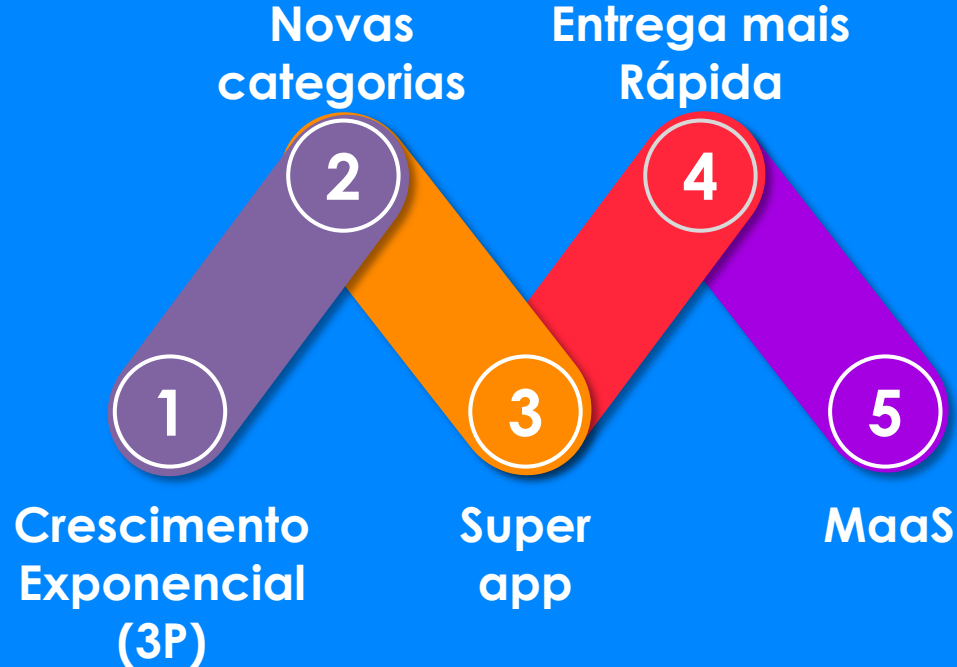 Novas
categorias
Entrega mais
Rápida
2
4
1
3
5
Crescimento
Exponencial
(3P)
Super
app
MaaS